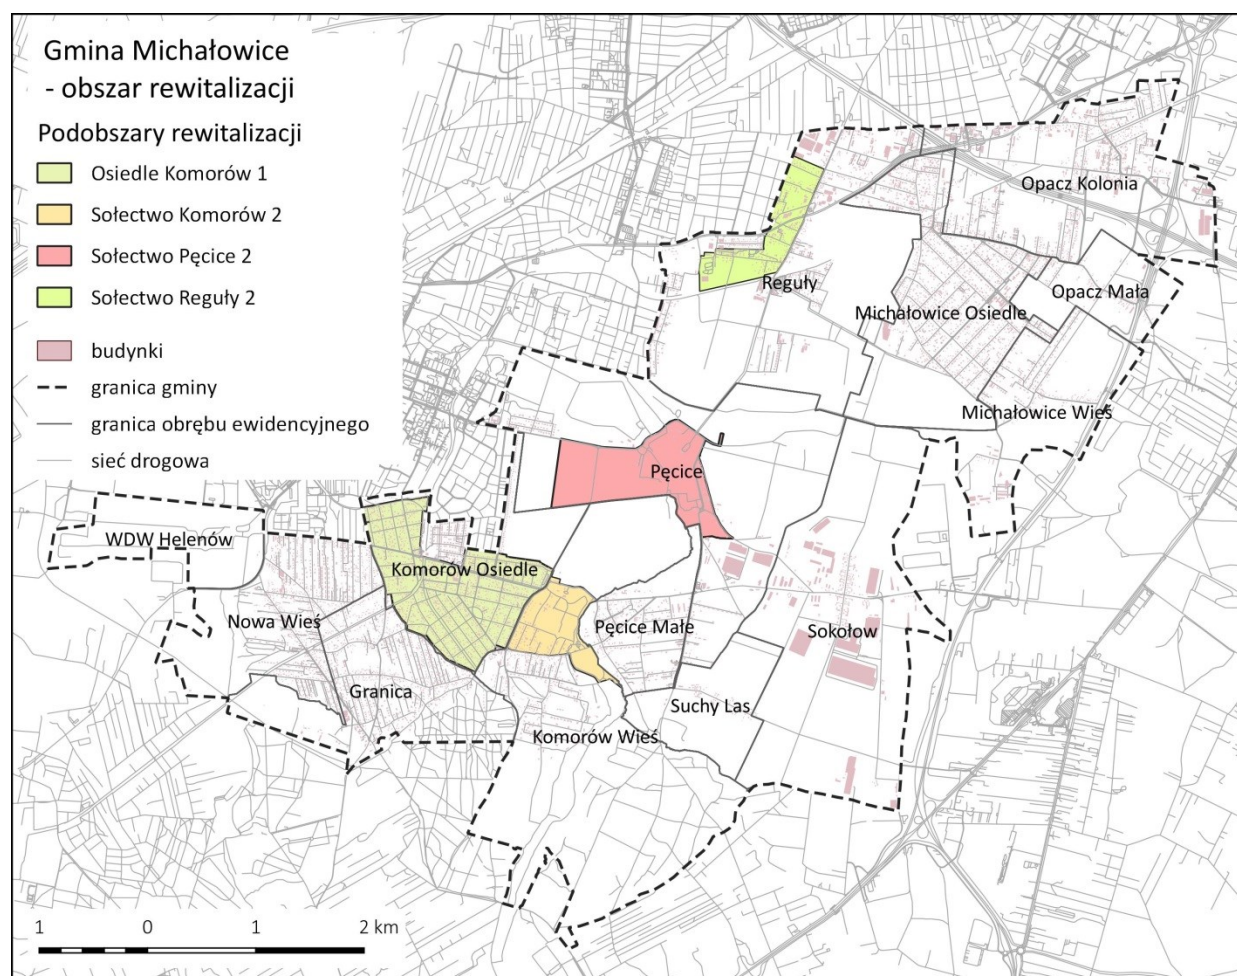 Gmina Michałowice
- obszar rewitalizacji
Podobszary rewitalizacji
Osiedle Komorów 1
Sołectwo Komorów 2
Sołectwo Pęcice 2
Sołectwo Reguły 2
budynki
granica gminy
granica obrębu ewidencyjnego
sieć drogowa
Opacz Kolonia
Reguły
Opacz Mała
Michałowice Osiedle
Michałowice Wieś
Pęcice
WDW Helenów
Komorów Osiedle
Nowa Wieś
Pęcice Małe
Sokołow
Granica
Suchy Las
Komorów Wieś
1 0 1 2 km